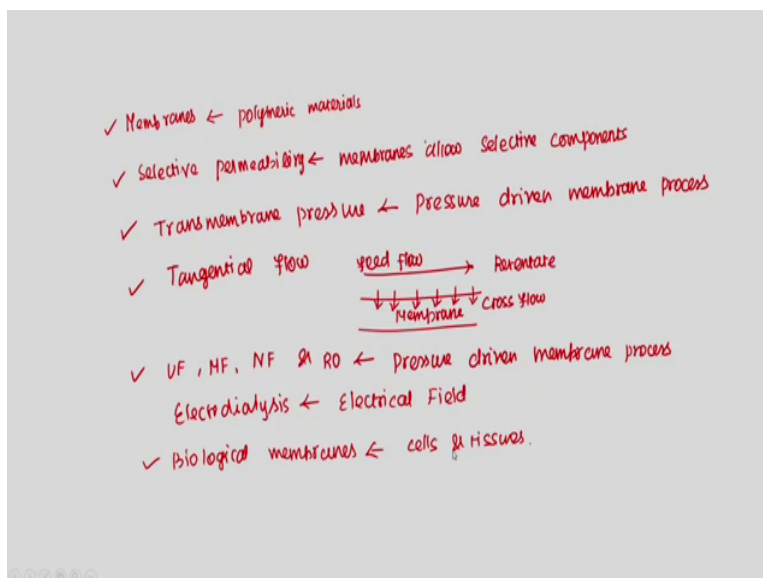 ✓ Membranes ← polymeric materials
✓ Selective permeability ← membranes allow selective components
✓ Transmembrane pressure ← Pressure driven membrane process
✓ Tangential flow
feed flow → Retentate
Membrane Cross flow
✓ UF, MF, NF & RO ← Pressure driven membrane process
Electrodialysis ← Electrical Field
✓ Biological membranes ← cells & tissues.